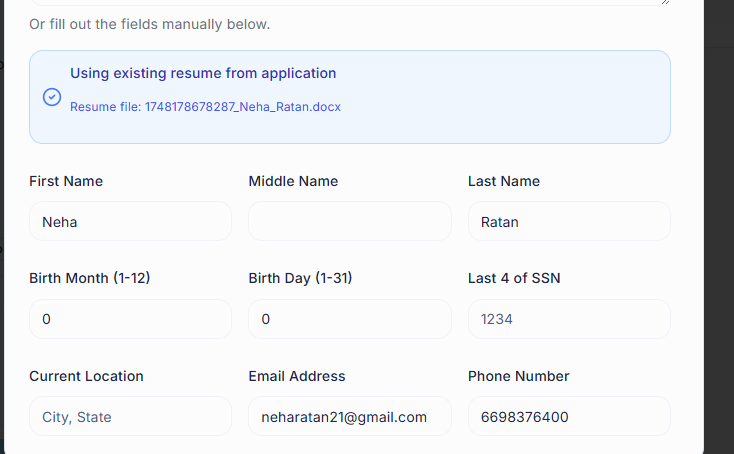 Or fill out the fields manually below.
Using existing resume from application
Resume file: 1748178678287_Neha_Ratan.docx
First Name Middle Name Last Name
Neha Ratan
Birth Month (1-12) Birth Day (1-31) Last 4 of SSN
0 0 1234
Current Location Email Address Phone Number
City, State neharatan21@gmail.com 6698376400